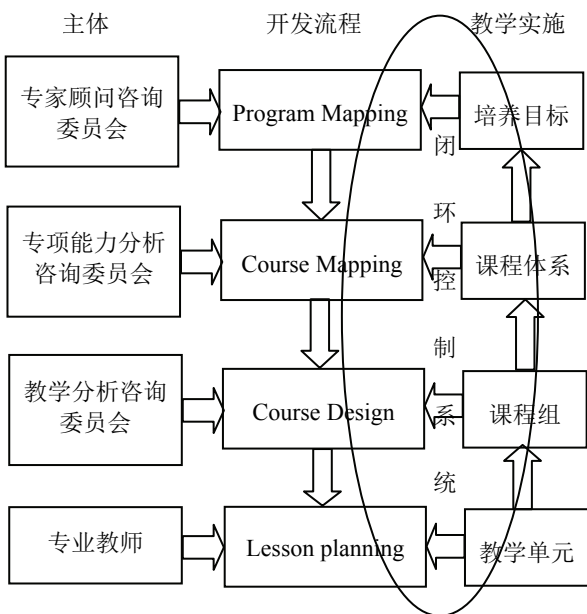 主体 开发流程 教学实施
专家顾问咨询
委员会
Program Mapping
培养目标
专项能力分析
咨询委员会
Course Mapping
课程体系
教学分析咨询
委员会
Course Design
课程组
专业教师
Lesson planning
教学单元
闭
环
控
制
系
统